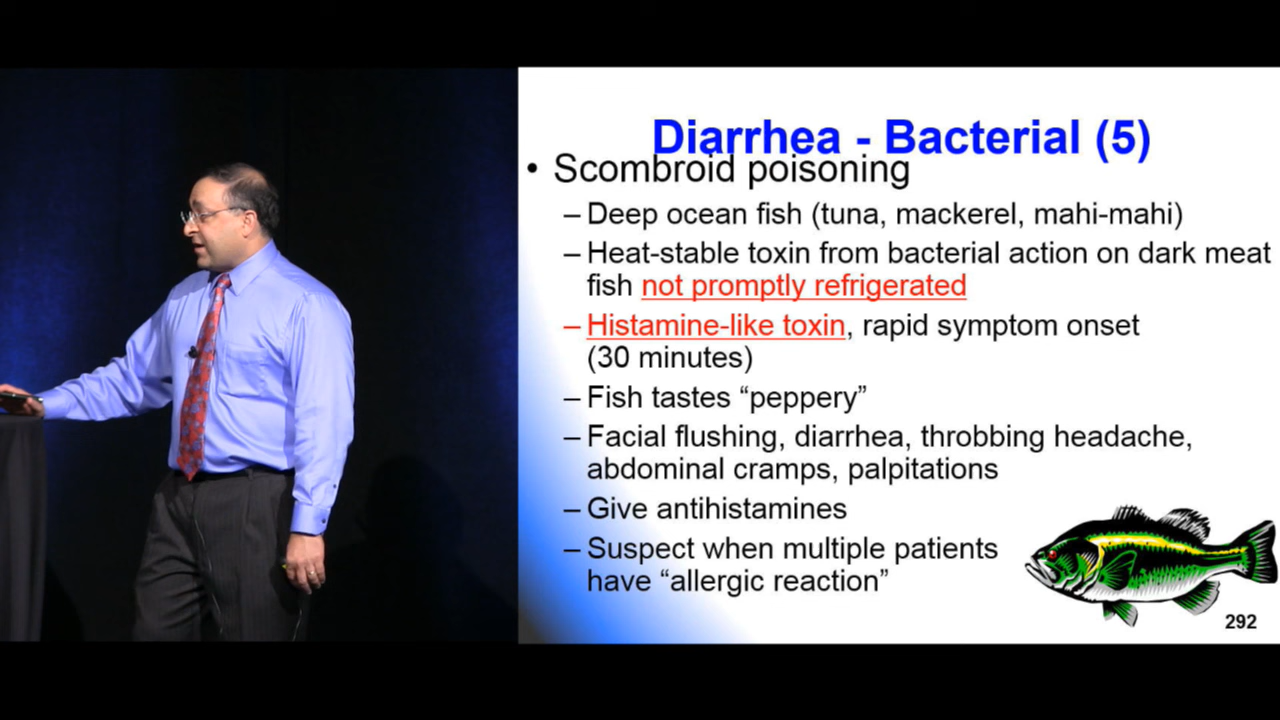 Diarrhea - Bacterial (5)
• Scombroid poisoning
– Deep ocean fish (tuna, mackerel, mahi-mahi)
– Heat-stable toxin from bacterial action on dark meat
fish not promptly refrigerated
– Histamine-like toxin, rapid symptom onset
(30 minutes)
– Fish tastes “peppery”
– Facial flushing, diarrhea, throbbing headache,
abdominal cramps, palpitations
– Give antihistamines
– Suspect when multiple patients
have “allergic reaction”
292